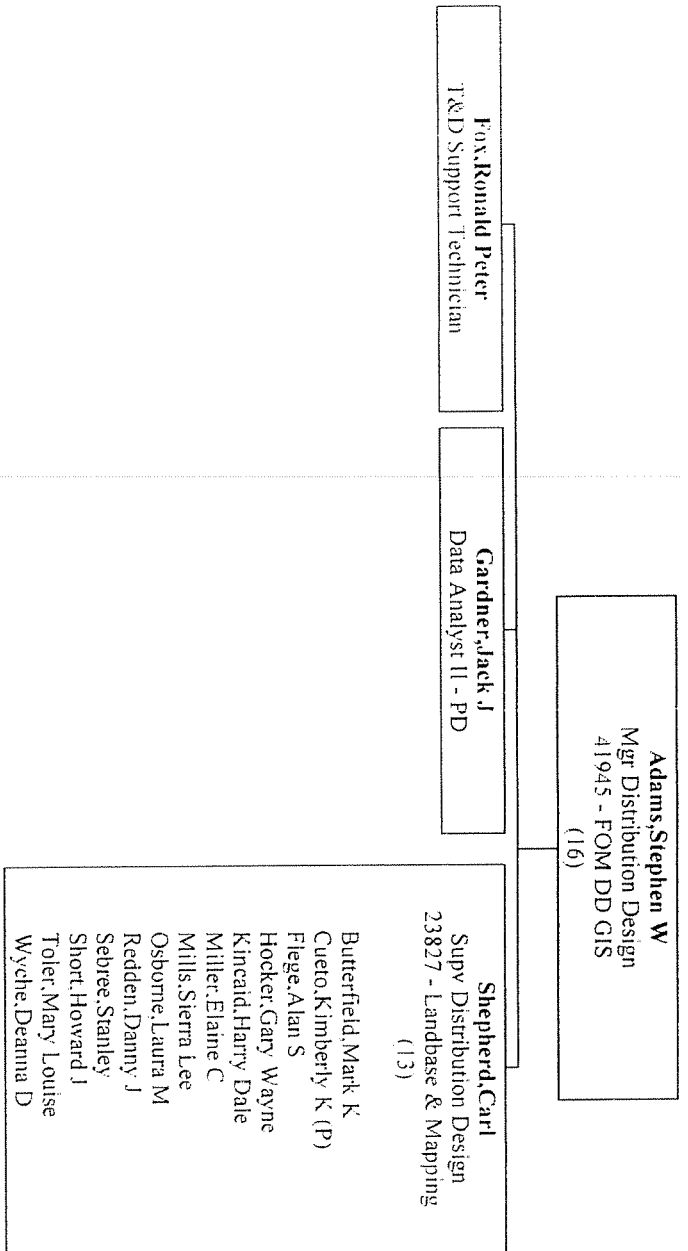 Adams,Stephen W
Mgr Distribution Design
41945 - FOM DD GIS
(16)
Fox,Ronald Peter
T&D Support Technician
Gardner,Jack J
Data Analyst II - PD
Shepherd,Carl
Supv Distribution Design
23827 - Landbase & Mapping
(13)
Butterfield,Mark K
Cueto,Kimberly K (P)
Fiege,Alan S
Hocker,Gary Wayne
Kincaid,Harry Dale
Miller,Elaine C
Mills,Sierra Lee
Osborne,Laura M
Redden,Danny J
Sebree,Stanley
Short,Howard J
Toler,Mary Louise
Wyche,Deanna D